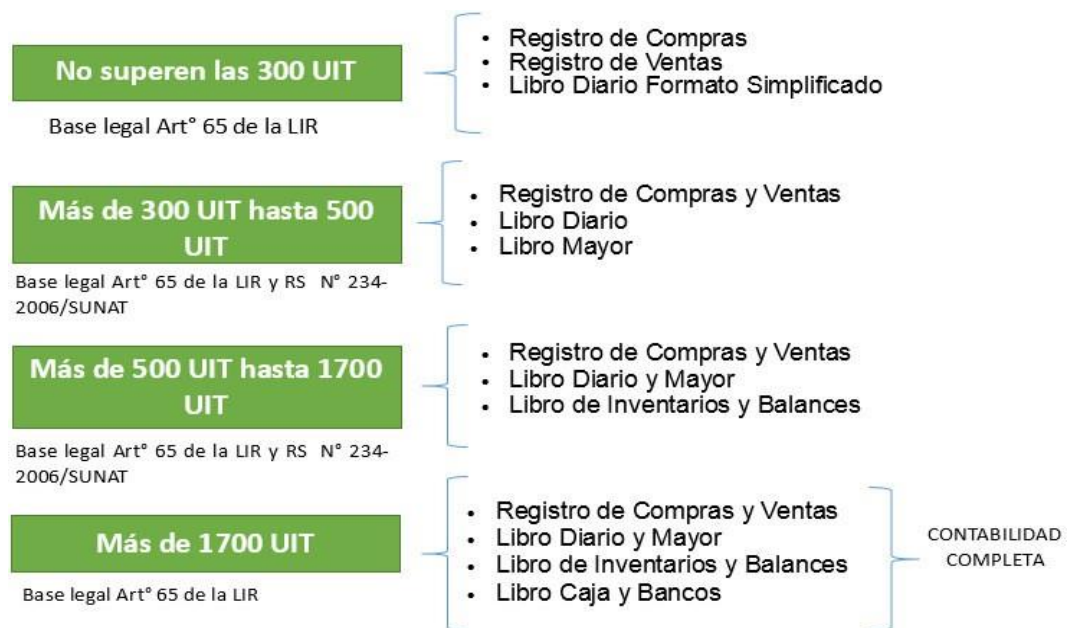 No superen las 300 UIT
Base legal Art° 65 de la LIR
• Registro de Compras
• Registro de Ventas
• Libro Diario Formato Simplificado
Más de 300 UIT hasta 500
UIT
Base legal Art° 65 de la LIR y RS N° 234-
2006/SUNAT
• Registro de Compras y Ventas
• Libro Diario
• Libro Mayor
Más de 500 UIT hasta 1700
UIT
Base legal Art° 65 de la LIR y RS N° 234-
2006/SUNAT
• Registro de Compras y Ventas
• Libro Diario y Mayor
• Libro de Inventarios y Balances
Más de 1700 UIT
Base legal Art° 65 de la LIR
• Registro de Compras y Ventas
• Libro Diario y Mayor
• Libro de Inventarios y Balances
• Libro Caja y Bancos
CONTABILIDAD
COMPLETA